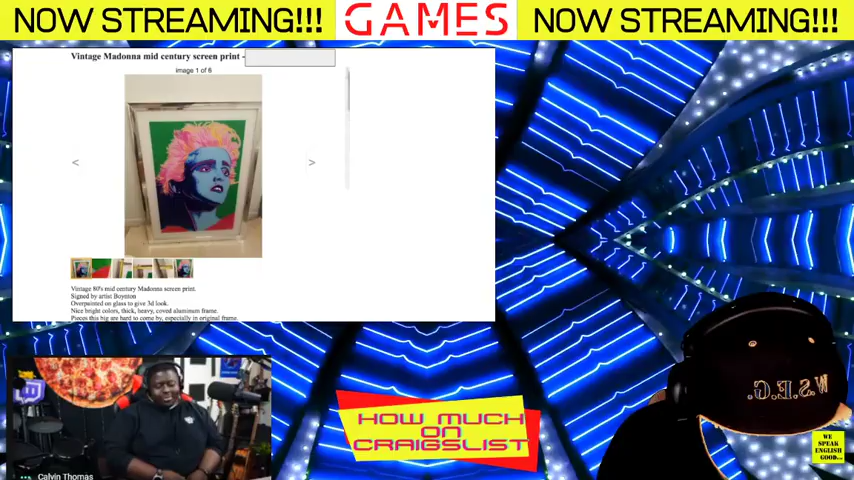 NOW STREAMING!!!
GAMES
NOW STREAMING!!!
Vintage Madonna mid century screen print -
image 1 of 6
<
>
Vintage 80's mid century Madonna screen print.
Signed by artist Boynton
Overpainted on glass to give 3d look.
Nice bright colors, thick, heavy, coved aluminum frame.
Pieces this big are hard to come by, especially in original frame.
HOW MUCH
ON
CRAIGSLIST
W.S.E.G.
WE
SPEAK
ENGLISH
GOOD...
Calvin Thomas